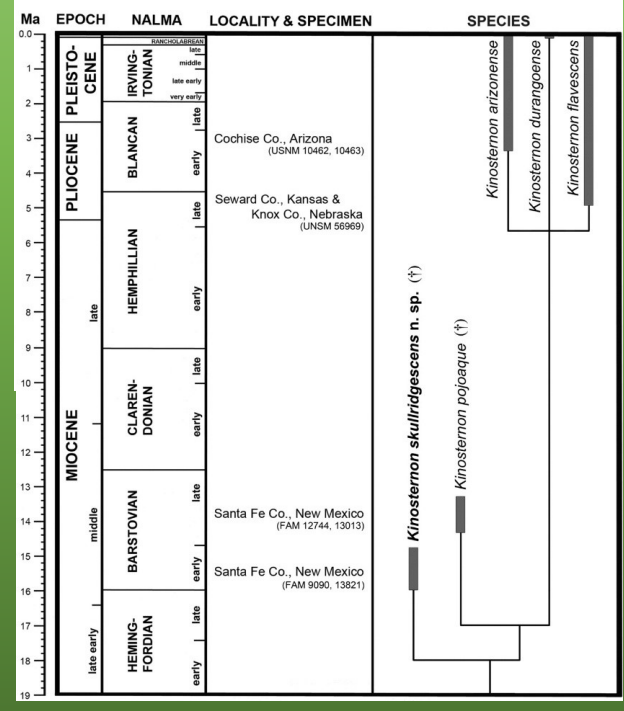 Ma EPOCH NALMA LOCALITY & SPECIMEN SPECIES
0.0
1
2
3
4
5
6
7
8
9
10
11
12
13
14
15
16
17
18
19
PLEISTO-
CENE
PLIOCENE
MIOCENE
late
middle
late early
RANCHOLABREAN
IRVING-
TONIAN
late
middle
late early
very early
BLANCAN
late
early
HEMPHILLIAN
late
early
CLAREN-
DONIAN
late
early
BARSTOVIAN
late
early
HEMING-
FORDIAN
late
early
Cochise Co., Arizona
(USNM 10462, 10463)
Seward Co., Kansas &
Knox Co., Nebraska
(UNSM 56969)
Santa Fe Co., New Mexico
(FAM 12744, 13013)
Santa Fe Co., New Mexico
(FAM 9090, 13821)
Kinosternon skullridgescens n. sp. (†)
Kinosternon pojoaque (†)
Kinosternon arizonense
Kinosternon durangoense
Kinosternon flavescens